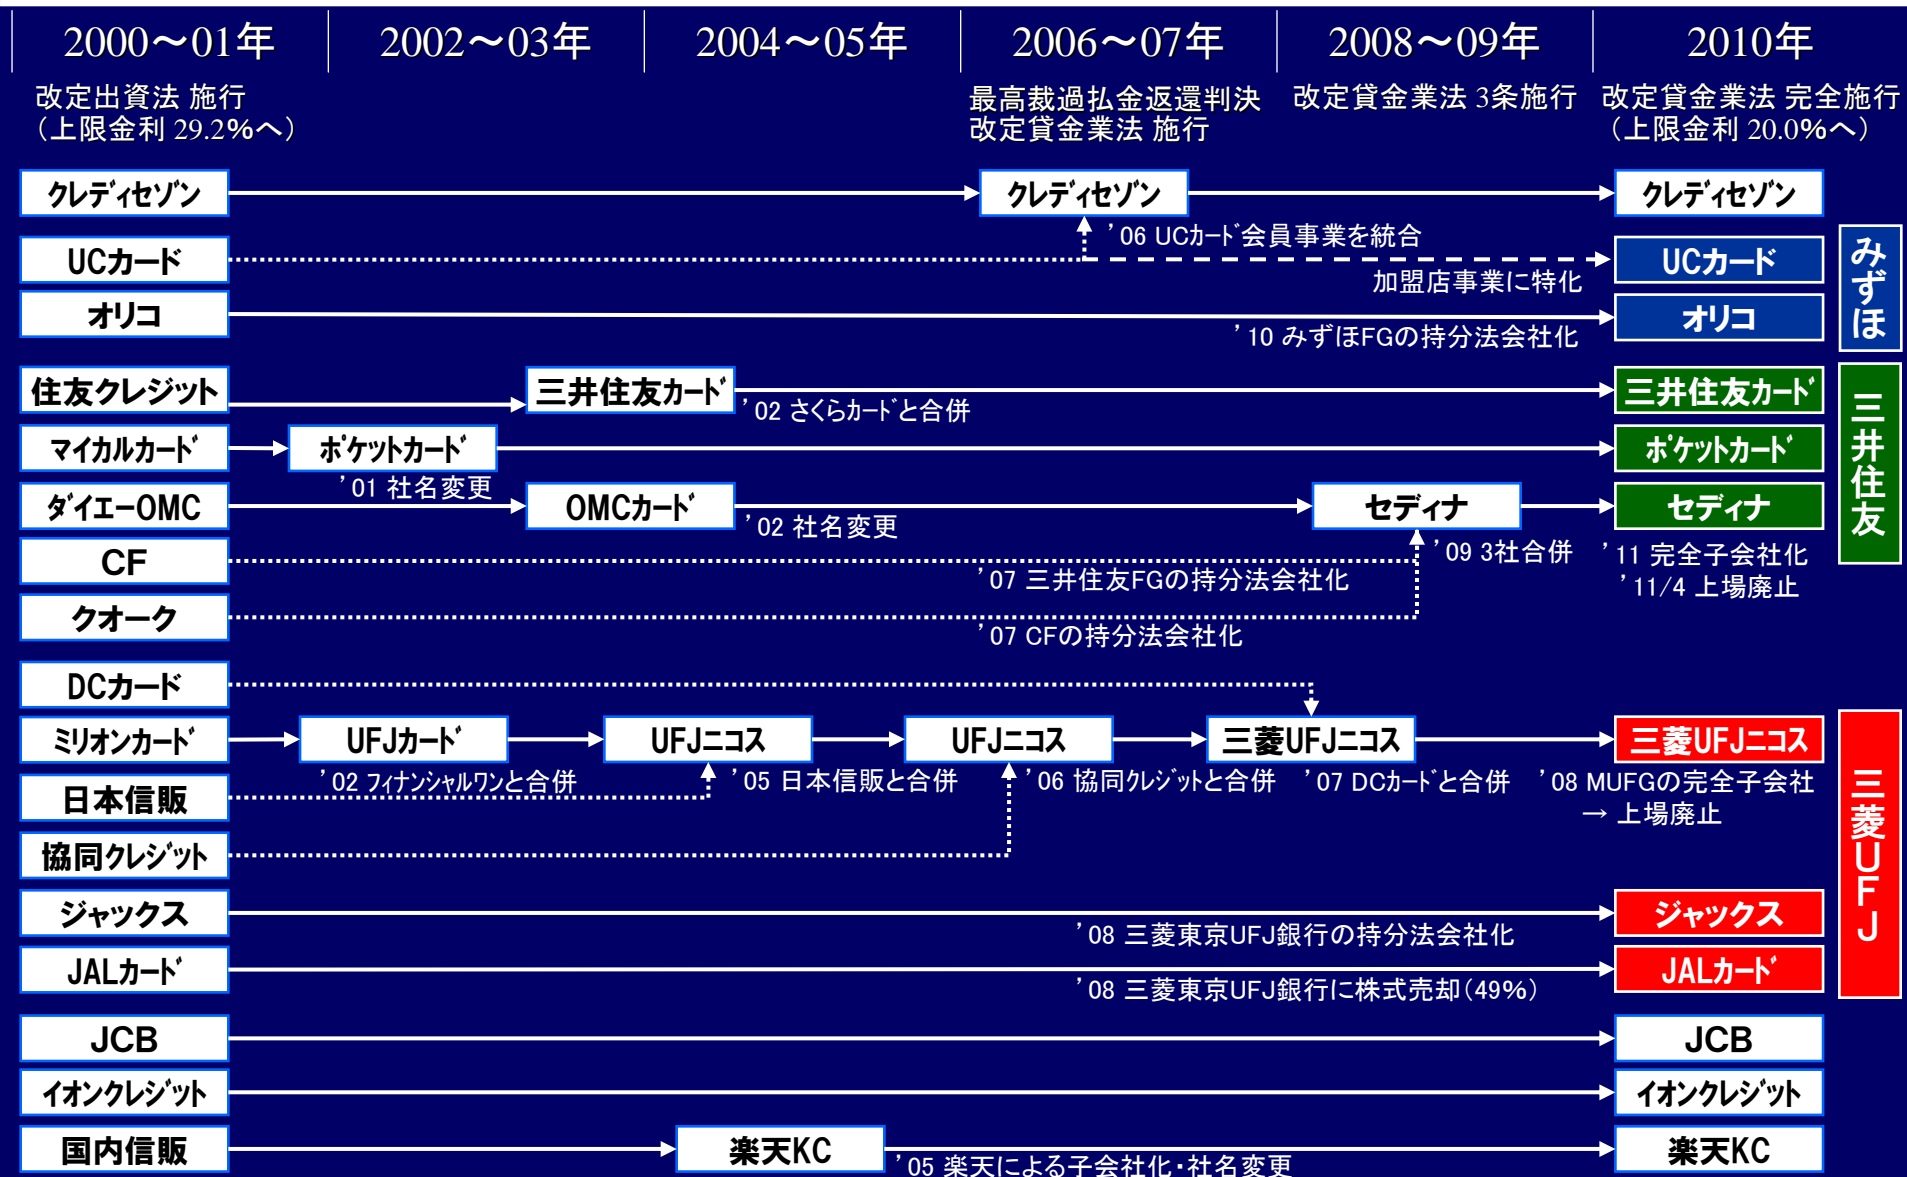 2000～01年
2002～03年
2004～05年
2006～07年
2008～09年
2010年
改定出資法 施行
（上限金利 29.2％へ）
最高裁過払金返還判決
改定貸金業法 施行
改定貸金業法 3条施行
改定貸金業法 完全施行
（上限金利 20.0％へ）
クレディセゾン
クレディセゾン
クレディセゾン
’06 UCカード会員事業を統合
UCカード
UCカード
加盟店事業に特化
オリコ
オリコ
’10 みずほFGの持分法会社化
みずほ
住友クレジット
三井住友カード
三井住友カード
’02 さくらカードと合併
マイカルカード
ポケットカード
ポケットカード
’01 社名変更
ダイエーOMC
OMCカード
セディナ
セディナ
’02 社名変更
’09 3社合併
’11 完全子会社化
’11/4 上場廃止
CF
’07 三井住友FGの持分法会社化
クオーク
’07 CFの持分法会社化
三井住友
DCカード
ミリオンカード
UFJカード
UFJニコス
UFJニコス
三菱UFJニコス
三菱UFJニコス
’02 フィナンシャルワンと合併
’05 日本信販と合併
’06 協同クレジットと合併
’07 DCカードと合併
’08 MUFGの完全子会社
→ 上場廃止
日本信販
協同クレジット
ジャックス
ジャックス
’08 三菱東京UFJ銀行の持分法会社化
JALカード
JALカード
’08 三菱東京UFJ銀行に株式売却（49％）
三菱UFJ
JCB
JCB
イオンクレジット
イオンクレジット
国内信販
楽天KC
楽天KC
’05 楽天による子会社化・社名変更